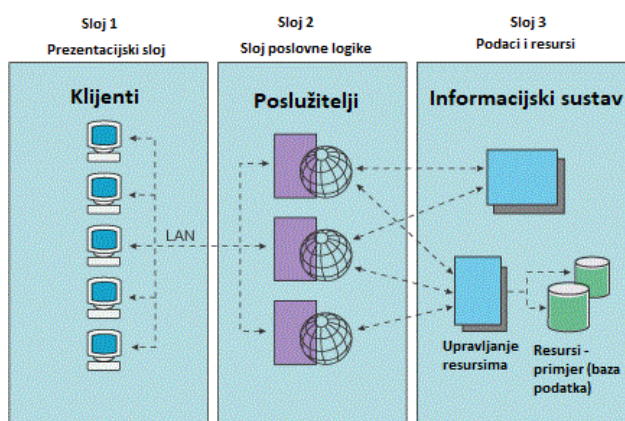 Sloj 1
Prezentacijski sloj
Sloj 2
Sloj poslovne logike
Sloj 3
Podaci i resursi
Klijenti
LAN
Poslužitelji
Informacijski sustav
Upravljanje
resursima
Resursi -
primjer (baza
podatka)